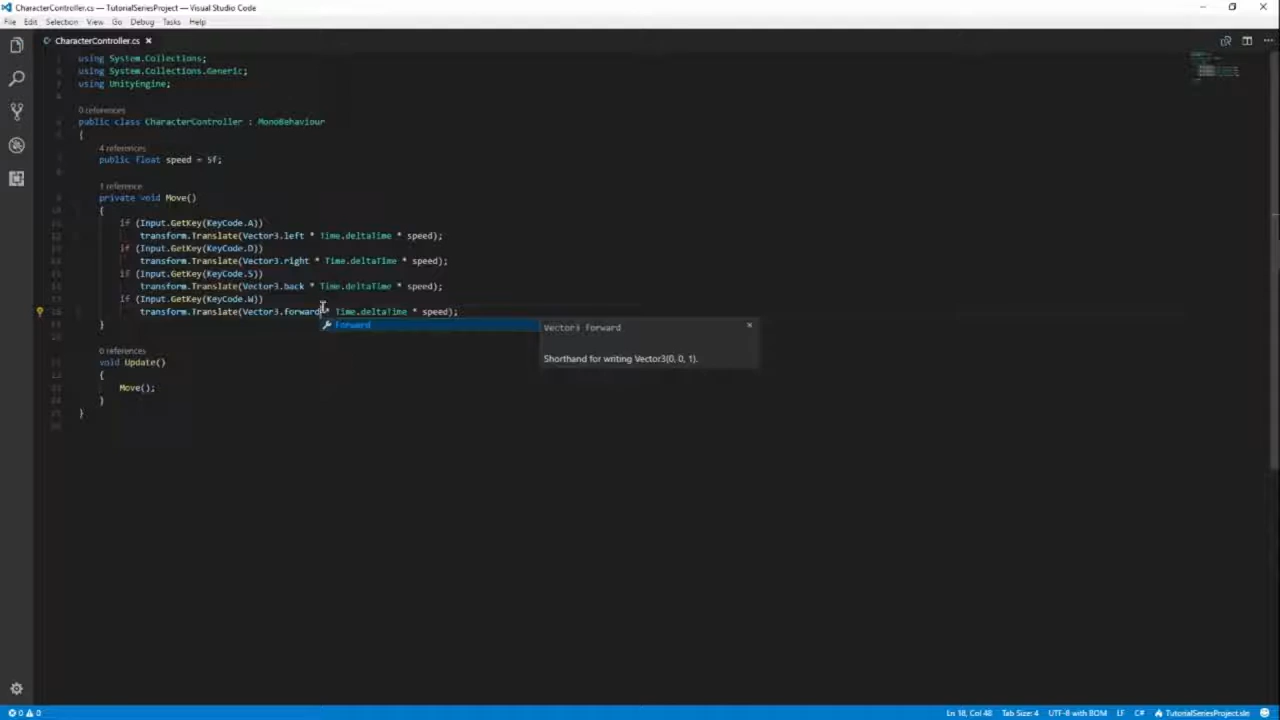 CharacterController.cs — TutorialSeriesProject — Visual Studio Code
File Edit Selection View Go Debug Tasks Help
CharacterController.cs ×
using System.Collections;
using System.Collections.Generic;
using UnityEngine;
0 references
public class CharacterController : MonoBehaviour
{
4 references
public float speed = 5f;
1 reference
private void Move()
{
if (Input.GetKey(KeyCode.A))
transform.Translate(Vector3.left * Time.deltaTime * speed);
if (Input.GetKey(KeyCode.D))
transform.Translate(Vector3.right * Time.deltaTime * speed);
if (Input.GetKey(KeyCode.S))
transform.Translate(Vector3.back * Time.deltaTime * speed);
if (Input.GetKey(KeyCode.W))
transform.Translate(Vector3.forward * Time.deltaTime * speed);
forward
Vector3 forward
Shorthand for writing Vector3(0, 0, 1).
}
0 references
void Update()
{
Move();
}
}
0 0 Ln 18, Col 48 Tab Size: 4 UTF-8 with BOM LF C# TutorialSeriesProject.sln